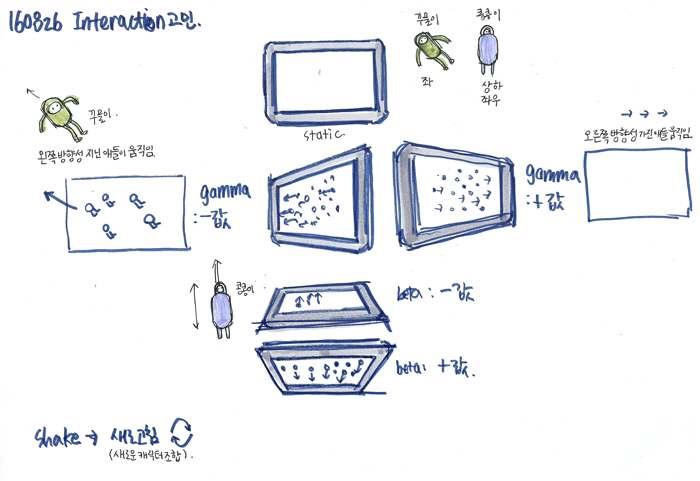 160826 Interaction고민.
꾸물이
콩콩이
좌
상하
좌우
static
꾸물이.
왼쪽 방향성 지닌 애들이 움직임.
→ → →
오른쪽 방향성 가진 애들 움직임.
gamma
: -값
gamma
: +값
콩콩이.
beta : -값
beta : +값.
shake → 새로고침
(새로운 캐릭터 조합).